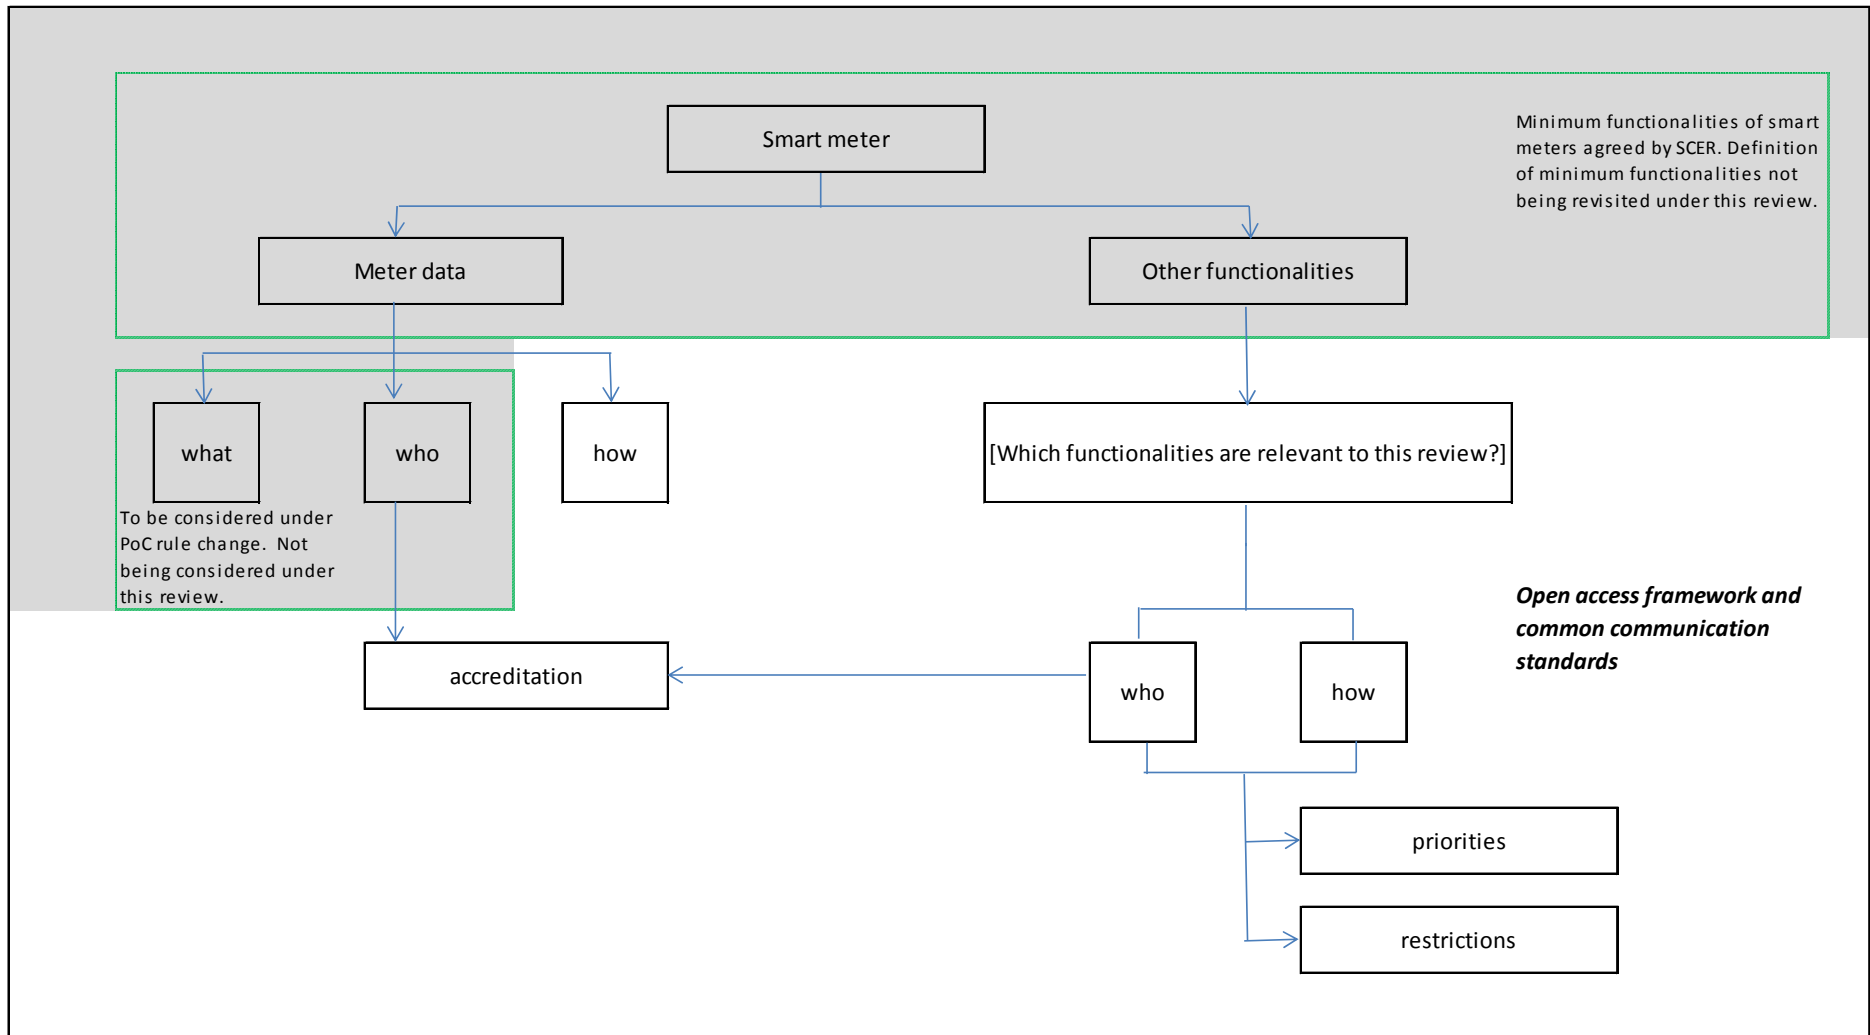 Smart meter
Minimum functionalities of smart
meters agreed by SCER. Definition
of minimum functionalities not
being revisited under this review.
Meter data
Other functionalities
what
who
how
[Which functionalities are relevant to this review?]
To be considered under
PoC rule change. Not
being considered under
this review.
Open access framework and
common communication
standards
accreditation
who
how
priorities
restrictions